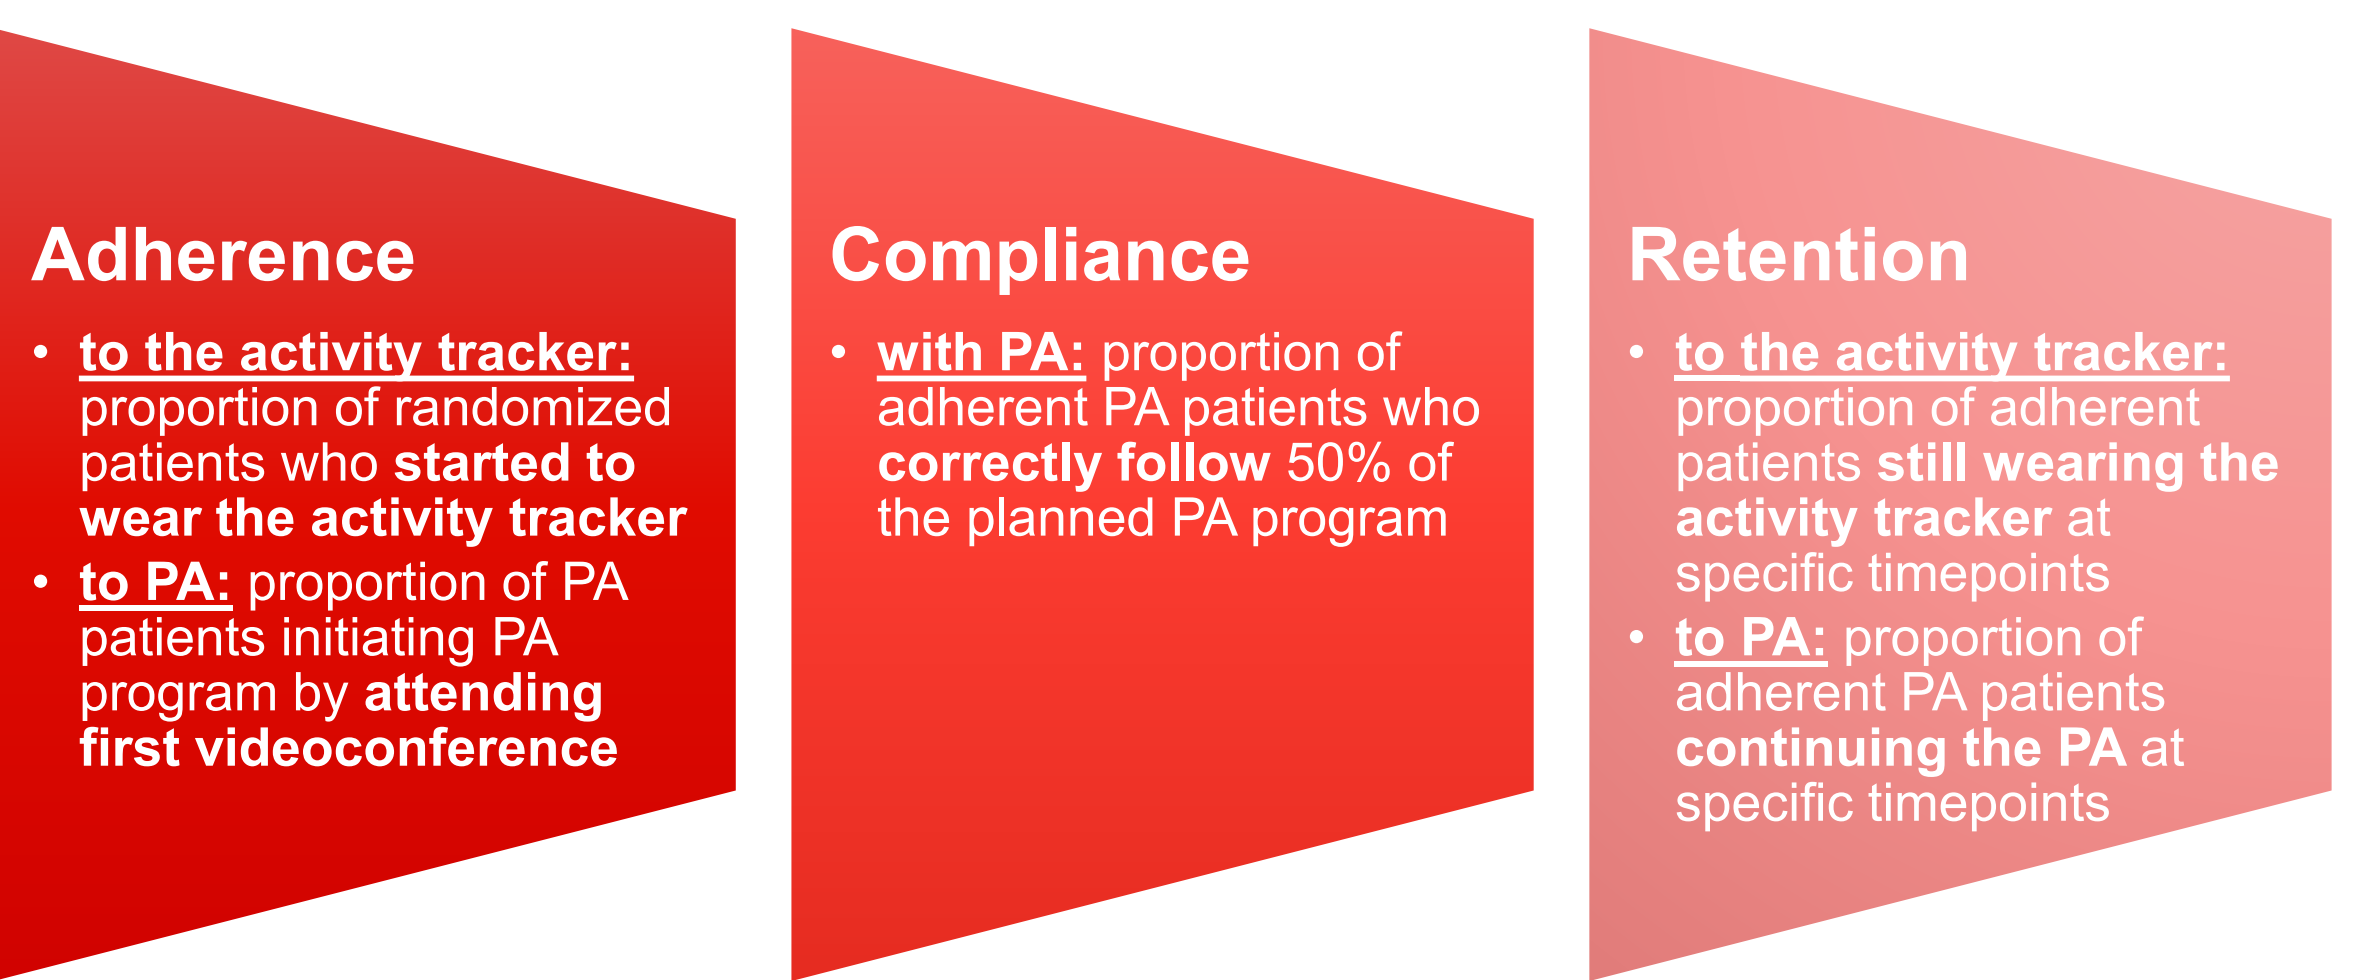 Adherence
• to the activity tracker:
proportion of randomized
patients who started to
wear the activity tracker
• to PA: proportion of PA
patients initiating PA
program by attending
first videoconference
Compliance
• with PA: proportion of
adherent PA patients who
correctly follow 50% of
the planned PA program
Retention
• to the activity tracker:
proportion of adherent
patients still wearing the
activity tracker at
specific timepoints
• to PA: proportion of
adherent PA patients
continuing the PA at
specific timepoints